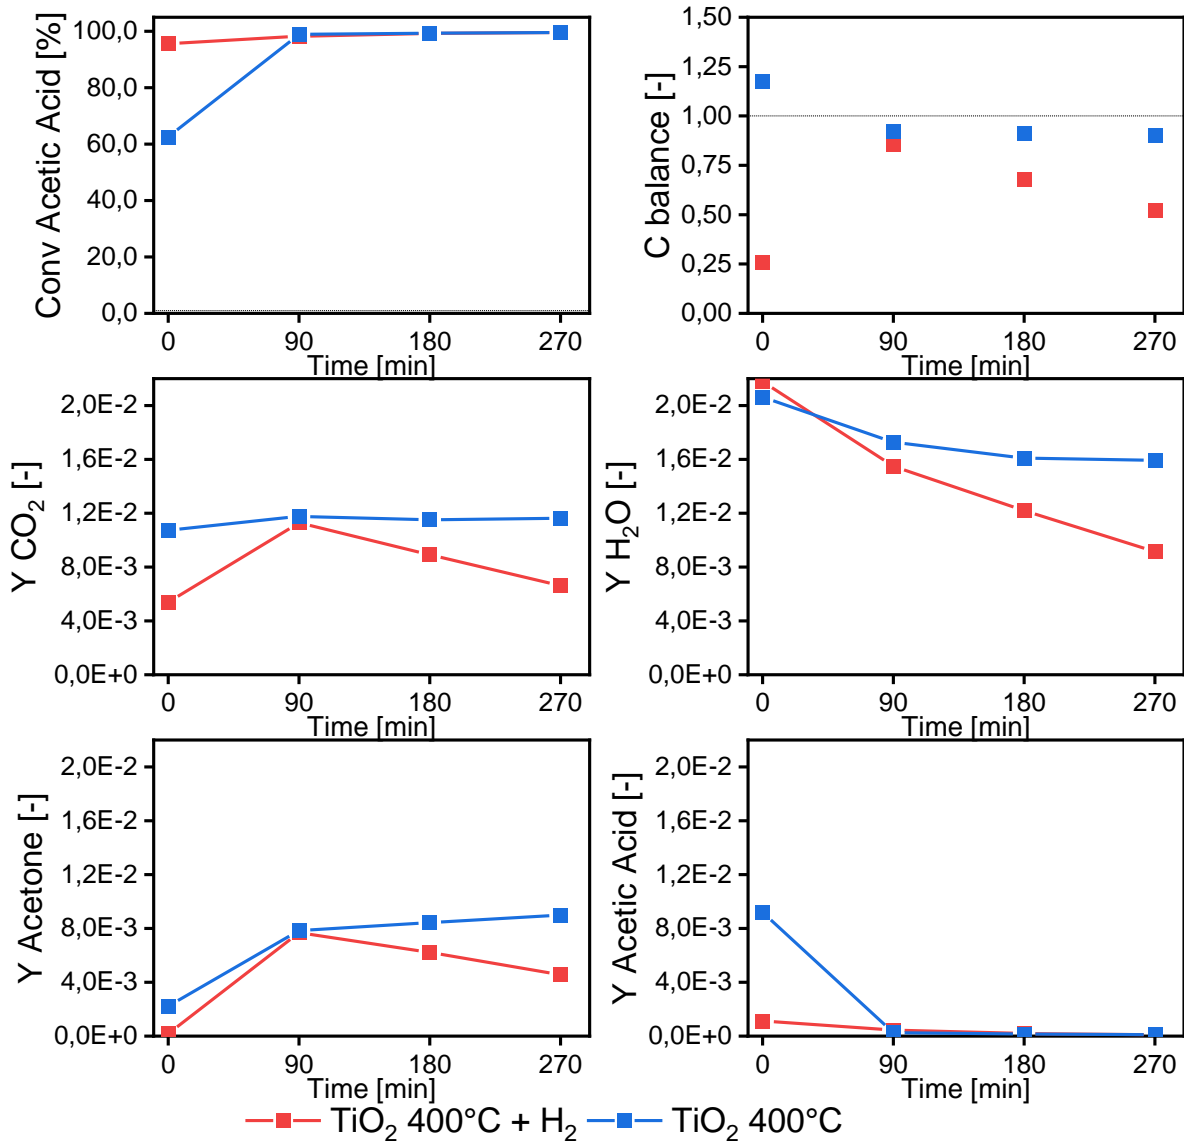 Conv Acetic Acid [%]
100,0
80,0
60,0
40,0
20,0
0,0
0 90 180 270
Time [min]
C balance [-]
1,50
1,25
1,00
0,75
0,50
0,25
0,00
0 90 180 270
Time [min]
Y CO₂ [-]
2,0E-2
1,6E-2
1,2E-2
8,0E-3
4,0E-3
0,0E+0
0 90 180 270
Time [min]
Y H₂O [-]
2,0E-2
1,6E-2
1,2E-2
8,0E-3
4,0E-3
0,0E+0
0 90 180 270
Time [min]
Y Acetone [-]
2,0E-2
1,6E-2
1,2E-2
8,0E-3
4,0E-3
0,0E+0
0 90 180 270
Time [min]
Y Acetic Acid [-]
2,0E-2
1,6E-2
1,2E-2
8,0E-3
4,0E-3
0,0E+0
0 90 180 270
Time [min]
TiO₂ 400°C + H₂ TiO₂ 400°C